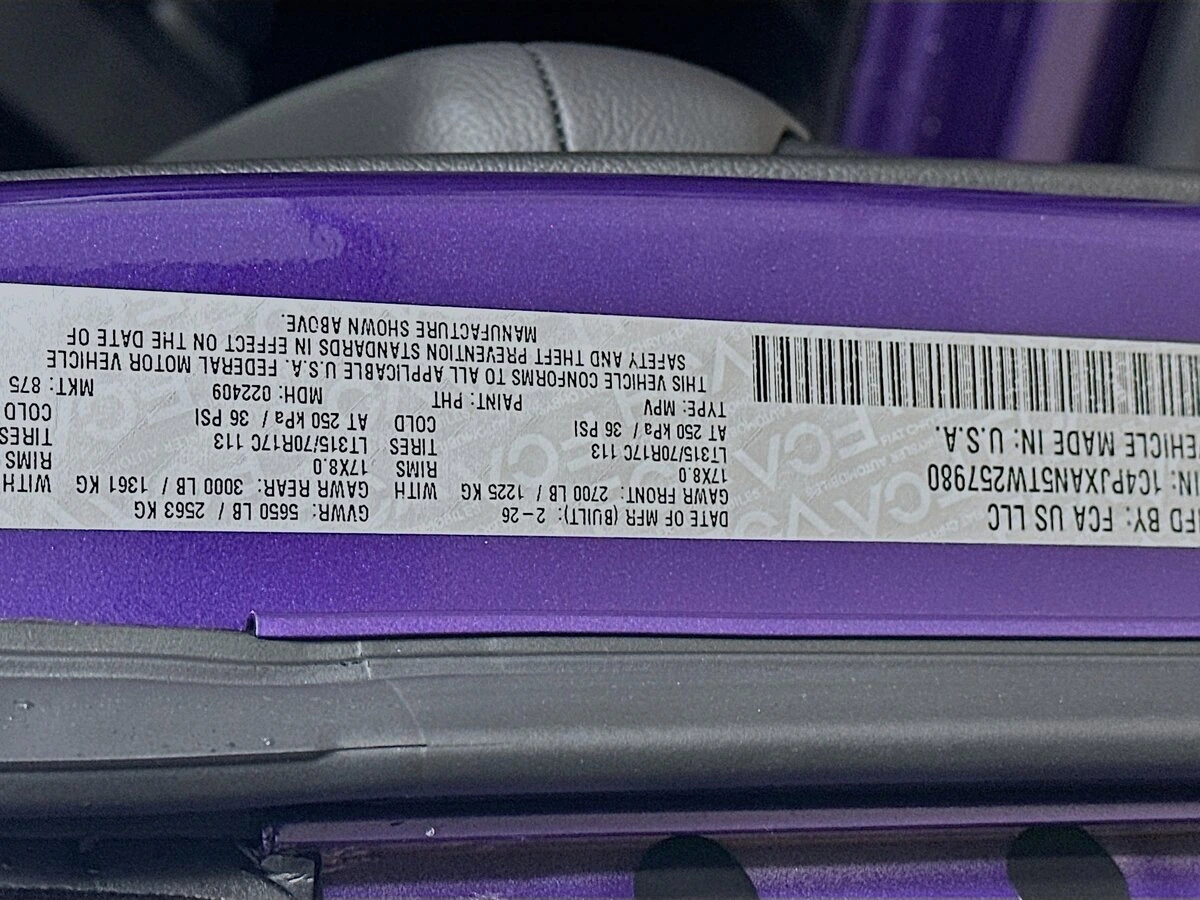 MFD BY: FCA US LLC
VIN: 1C4PJXAN5TW257980
VEHICLE MADE IN: U.S.A.
DATE OF MFR (BUILT): 2-26 GVWR: 5650 LB / 2563 KG
GAWR FRONT: 2700 LB / 1225 KG WITH GAWR REAR: 3000 LB / 1361 KG WITH
17X8.0 RIMS 17X8.0 RIMS
LT315/70R17C 113 TIRES LT315/70R17C 113 TIRES
AT 250 kPa / 36 PSI COLD AT 250 kPa / 36 PSI COLD
TYPE: MPV PAINT: PHT MDH: 022409 MKT: 875
THIS VEHICLE CONFORMS TO ALL APPLICABLE U.S.A. FEDERAL MOTOR VEHICLE
SAFETY AND THEFT PREVENTION STANDARDS IN EFFECT ON THE DATE OF
MANUFACTURE SHOWN ABOVE.